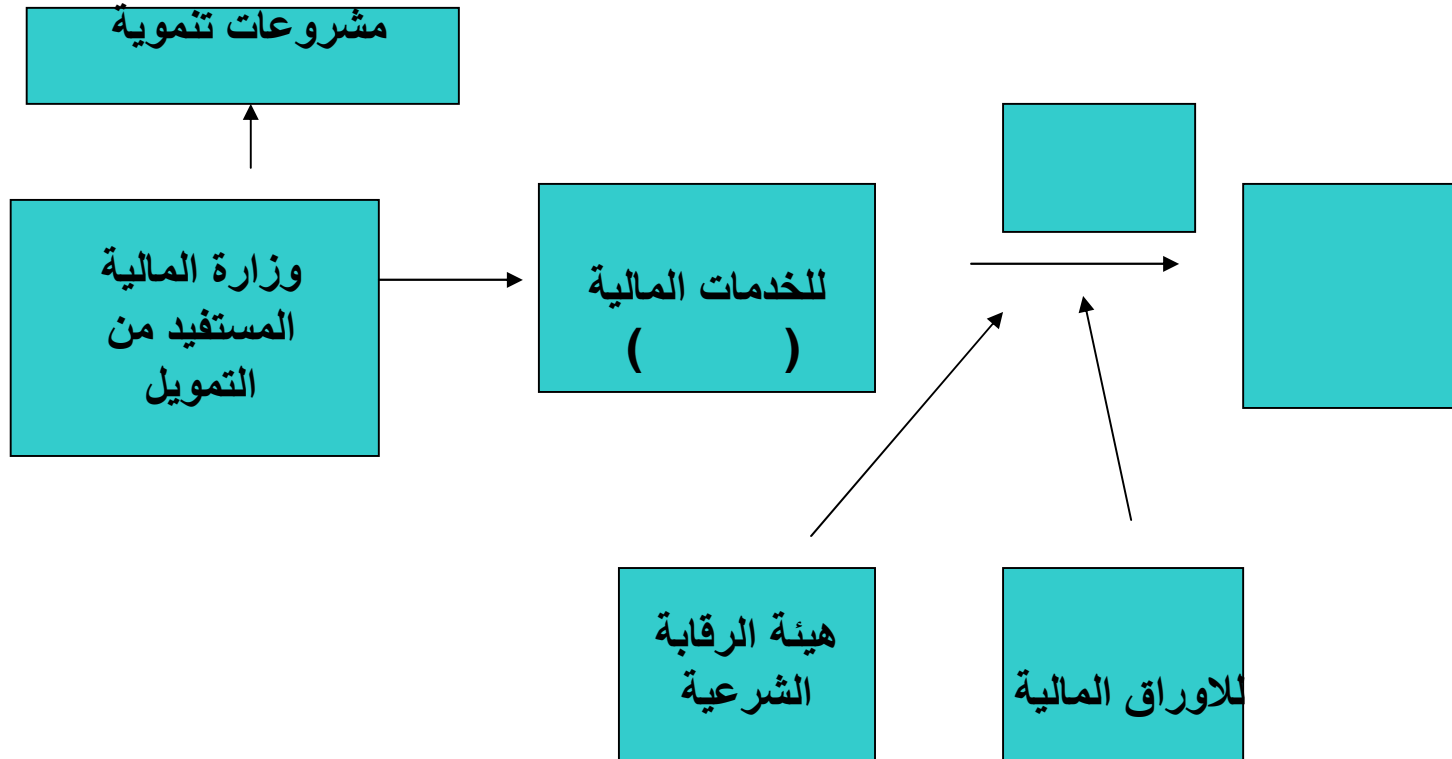 مشروعات تنموية
وزارة المالية
المستفيد من
التمويل
للخدمات المالية
(          )
هيئة الرقابة
الشرعية
للاوراق المالية